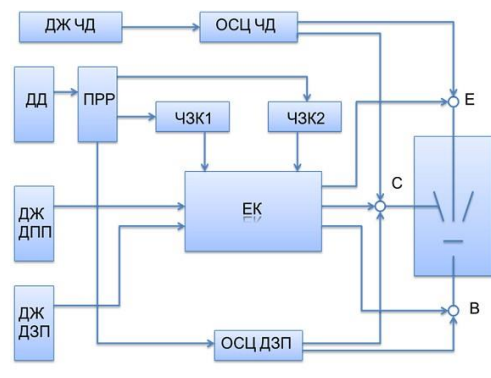 ДЖ ЧД
ОСЦ ЧД
ДД
ПРР
ЧЗК1
ЧЗК2
E
C
ДЖ
ДПП
ЕК
ДЖ
ДЗП
ОСЦ ДЗП
B